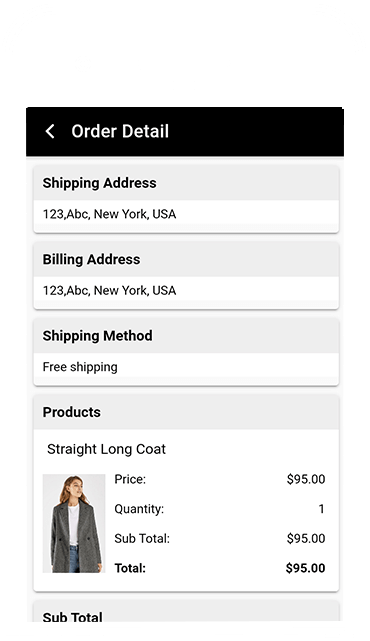 Order Detail
Shipping Address
123,Abc, New York, USA
Billing Address
123,Abc, New York, USA
Shipping Method
Free shipping
Products
Straight Long Coat
Price: $95.00
Quantity: 1
Sub Total: $95.00
Total: $95.00
Sub Total